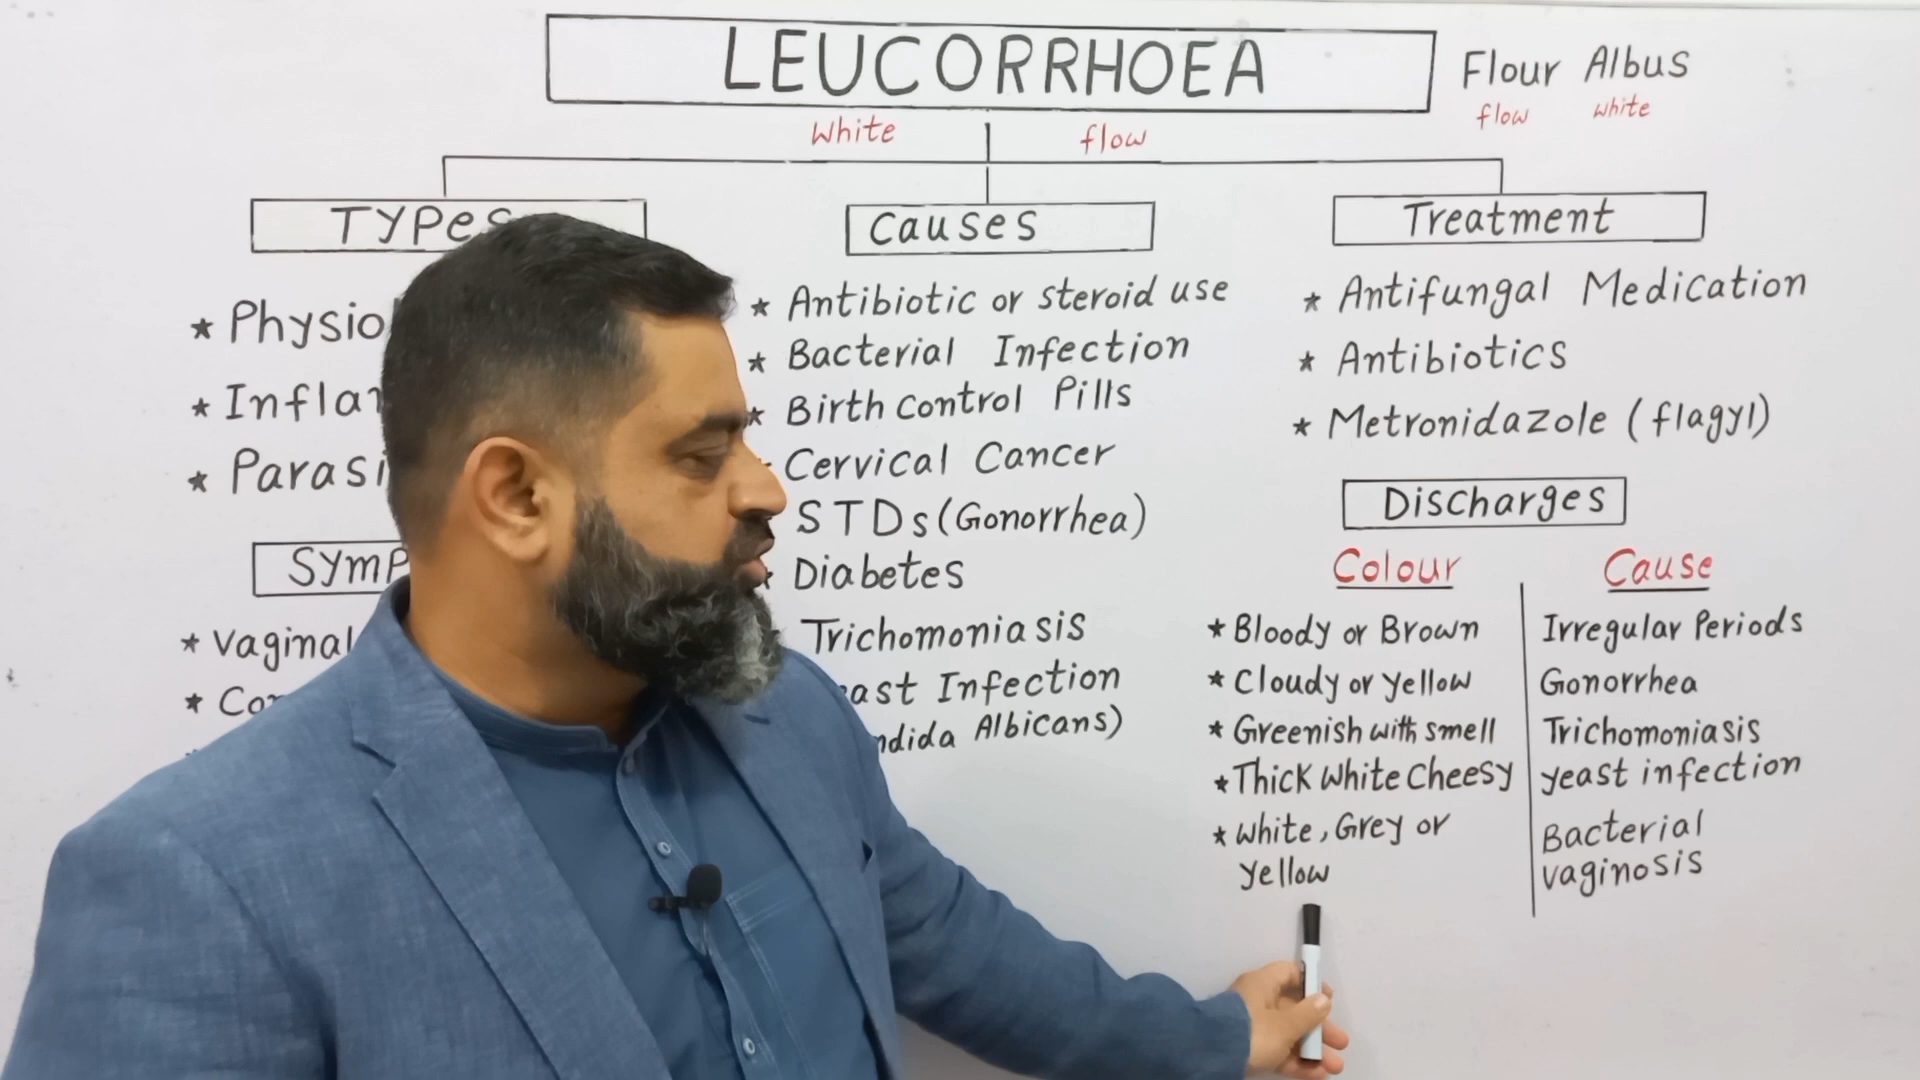 LEUCORRHOEA
Flour Albus
flow white
white flow
Types
* Physio
* Infla
* Parasi
Symp
* Vaginal
* Co
Causes
* Antibiotic or steroid use
* Bacterial Infection
* Birth control Pills
* Cervical Cancer
STDs (Gonorrhea)
* Diabetes
Trichomoniasis
ast Infection
ndida Albicans)
Treatment
* Antifungal Medication
* Antibiotics
* Metronidazole (flagyl)
Discharges
Colour Cause
* Bloody or Brown Irregular Periods
* Cloudy or yellow Gonorrhea
* Greenish with smell Trichomoniasis
* Thick white Cheesy yeast infection
* White, Grey or Bacterial
yellow vaginosis